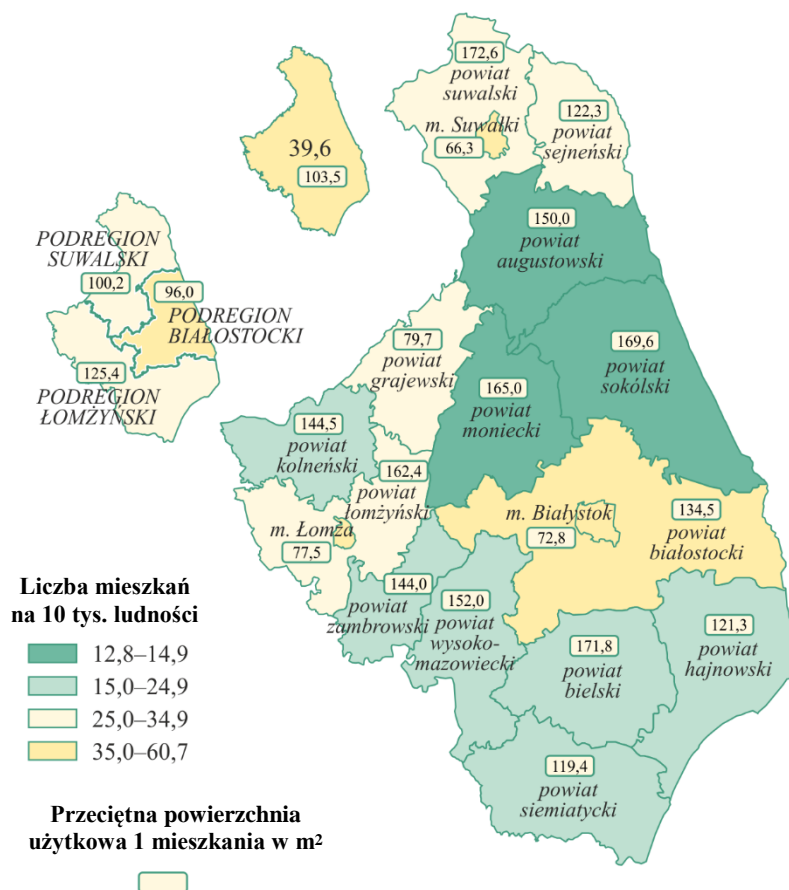 172,6
powiat
suwalski
m. Suwałki
66,3
122,3
powiat
sejneński
39,6
103,5
150,0
powiat
augustowski
PODREGION
SUWALSKI
100,2
96,0
PODREGION
BIAŁOSTOCKI
125,4
PODREGION
ŁOMŻYŃSKI
79,7
powiat
grajewski
169,6
powiat
sokólski
165,0
powiat
moniecki
144,5
powiat
kolneński
162,4
powiat
łomżyński
m. Łomża
77,5
m. Białystok
72,8
134,5
powiat
białostocki
144,0
powiat
zambrowski
152,0
powiat
wysoko-
mazowiecki
171,8
powiat
bielski
121,3
powiat
hajnowski
119,4
powiat
siemiatycki
Liczba mieszkań
na 10 tys. ludności
12,8–14,9
15,0–24,9
25,0–34,9
35,0–60,7
Przeciętna powierzchnia
użytkowa 1 mieszkania w m²